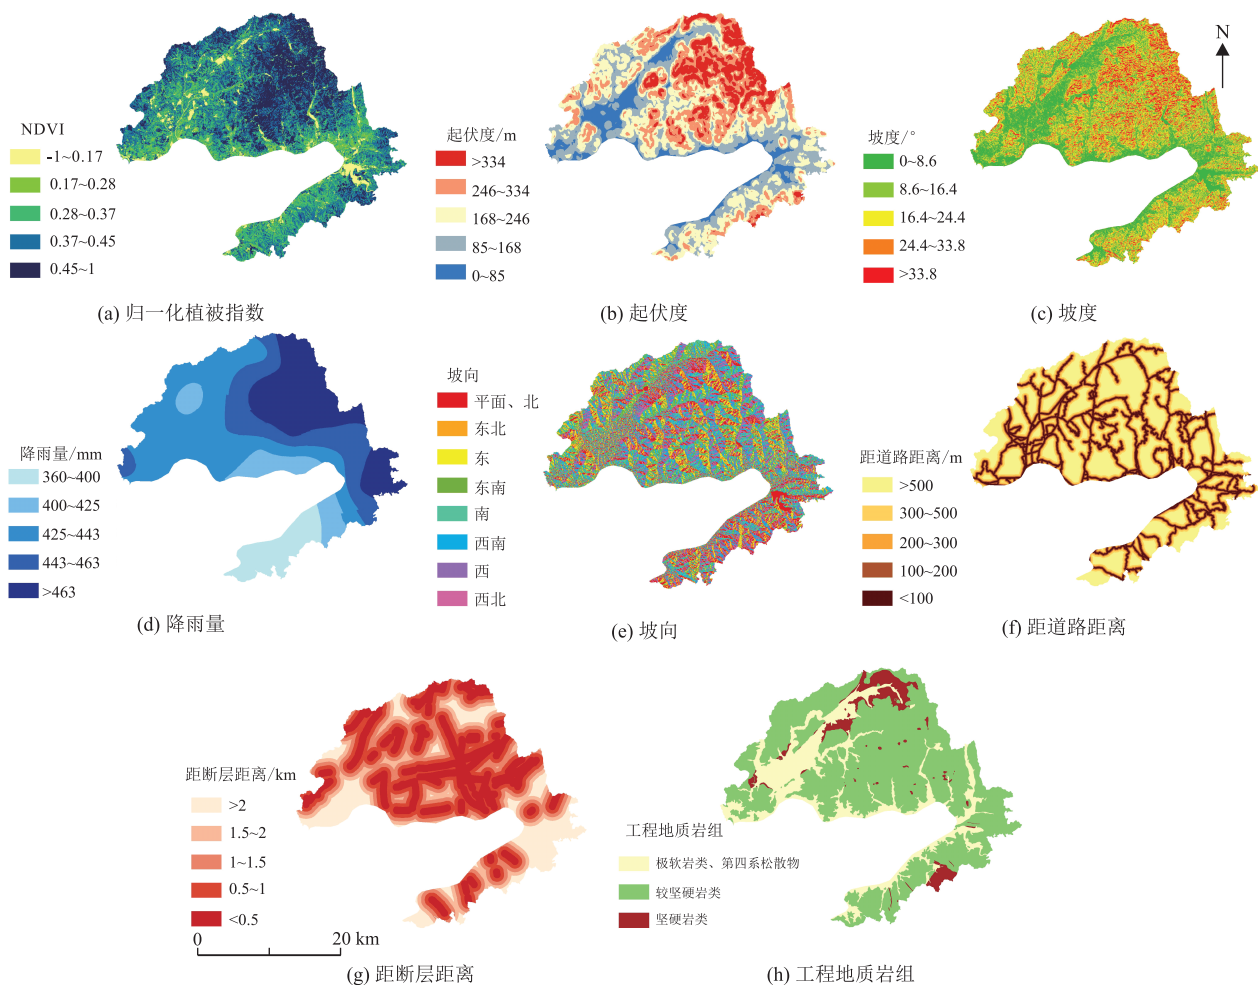 NDVI
-1~0.17
0.17~0.28
0.28~0.37
0.37~0.45
0.45~1
(a) 归一化植被指数
起伏度/m
>334
246~334
168~246
85~168
0~85
(b) 起伏度
N
坡度/°
0~8.6
8.6~16.4
16.4~24.4
24.4~33.8
>33.8
(c) 坡度
降雨量/mm
360~400
400~425
425~443
443~463
>463
(d) 降雨量
坡向
平面、北
东北
东
东南
南
西南
西
西北
(e) 坡向
距道路距离/m
>500
300~500
200~300
100~200
<100
(f) 距道路距离
距断层距离/km
>2
1.5~2
1~1.5
0.5~1
<0.5
0 20 km
(g) 距断层距离
工程地质岩组
极软岩类、第四系松散物
较坚硬岩类
坚硬岩类
(h) 工程地质岩组